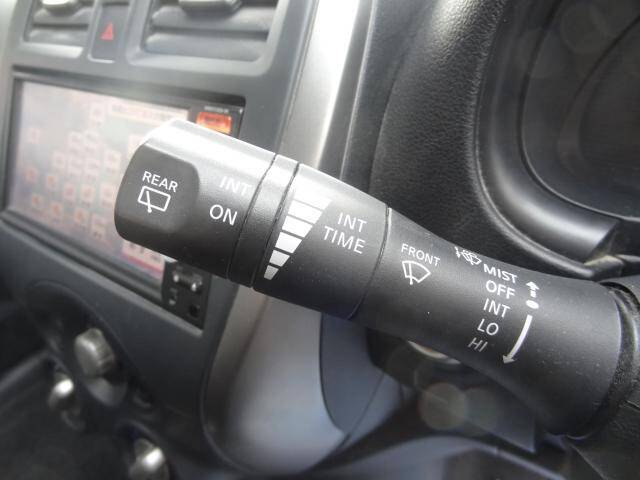 REAR
INT
ON
INT
TIME
FRONT
MIST
OFF
INT
LO
HI